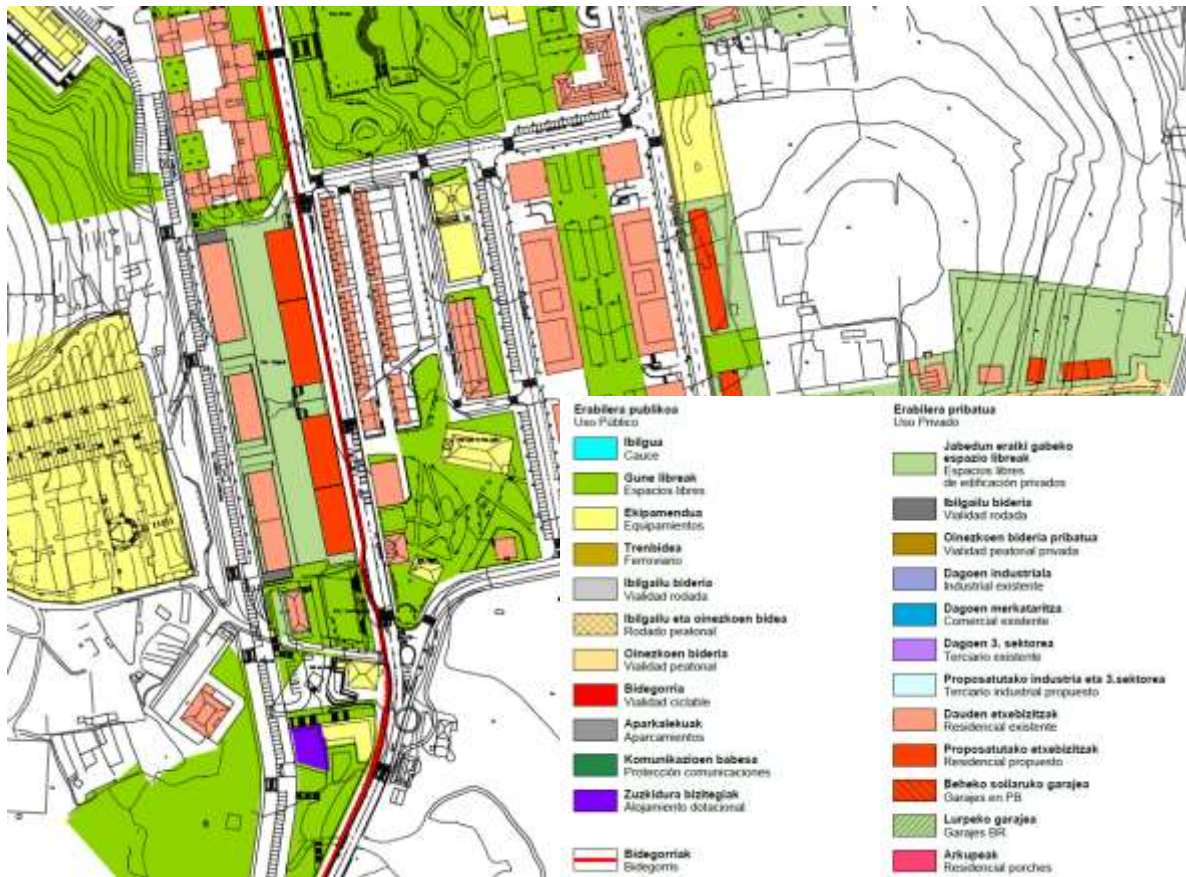 Erabilera publikoa
Uso Público
Ibilgua
Cauce
Gune libreak
Espacios libres
Ekipamendua
Equipamientos
Trenbidea
Ferroviario
Ibilgailu bideria
Vialidad rodada
Ibilgailu eta oinezkoen bidea
Rodado peatonal
Oinezkoen bideria
Vialidad peatonal
Bidegorria
Vialidad ciclable
Aparkalekuak
Aparcamientos
Komunikazioen babesa
Protección comunicaciones
Zuzkidura bizitegiak
Alojamiento dotacional
Bidegorriak
Bidegorris
Erabilera pribatua
Uso Privado
Jabedun eraiki gabeko
espazio libreak
Espacios libres
de edificación privados
Ibilgailu bideria
Vialidad rodada
Oinezkoen bideria pribatua
Vialidad peatonal privada
Dagoen industriala
Industrial existente
Dagoen merkataritza
Comercial existente
Dagoen 3. sektorea
Terciario existente
Proposatutako industria eta 3.sektorea
Terciario industrial propuesto
Dauden etxebizitzak
Residencial existente
Proposatutako etxebizitzak
Residencial propuesto
Beheko soilaruko garajea
Garajes en PB
Lurpeko garajea
Garajes BR
Arkupeak
Residencial porches